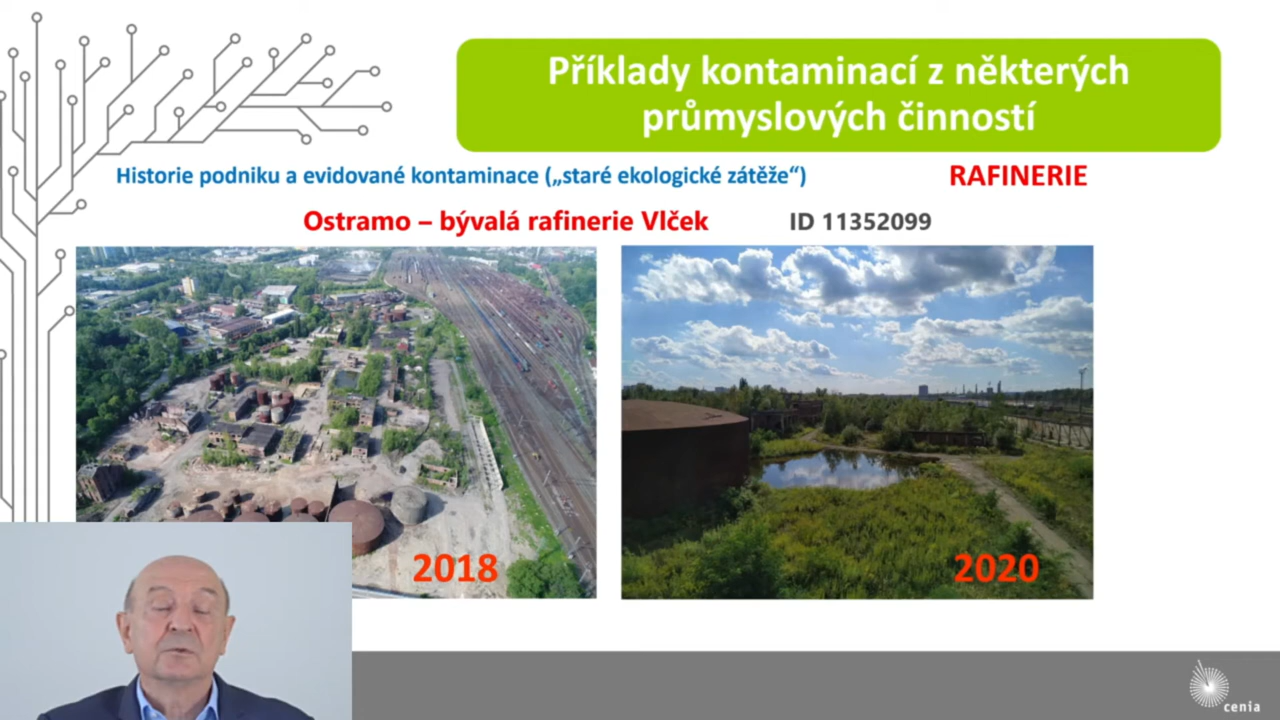 Příklady kontaminací z některých
průmyslových činností
Historie podniku a evidované kontaminace („staré ekologické zátěže“)
RAFINERIE
Ostramo – bývalá rafinerie Vlček
ID 11352099
2018
2020
cenia